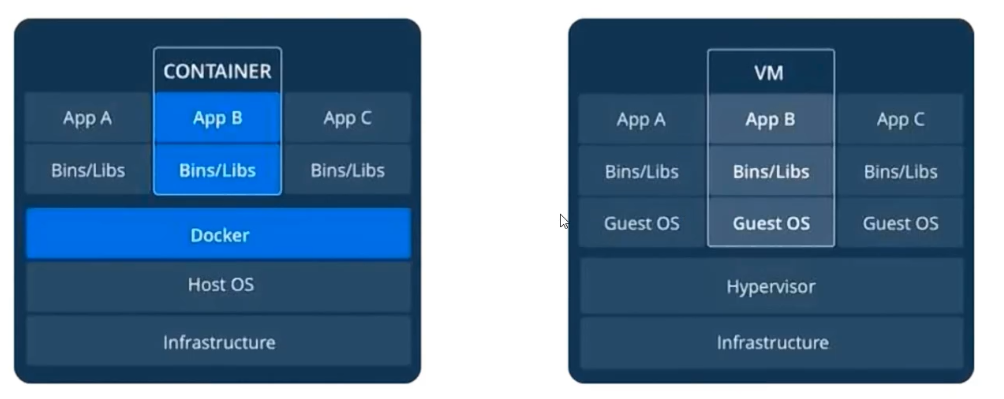 CONTAINER
App A App B App C
Bins/Libs Bins/Libs Bins/Libs
Docker
Host OS
Infrastructure
VM
App A App B App C
Bins/Libs Bins/Libs Bins/Libs
Guest OS Guest OS Guest OS
Hypervisor
Infrastructure